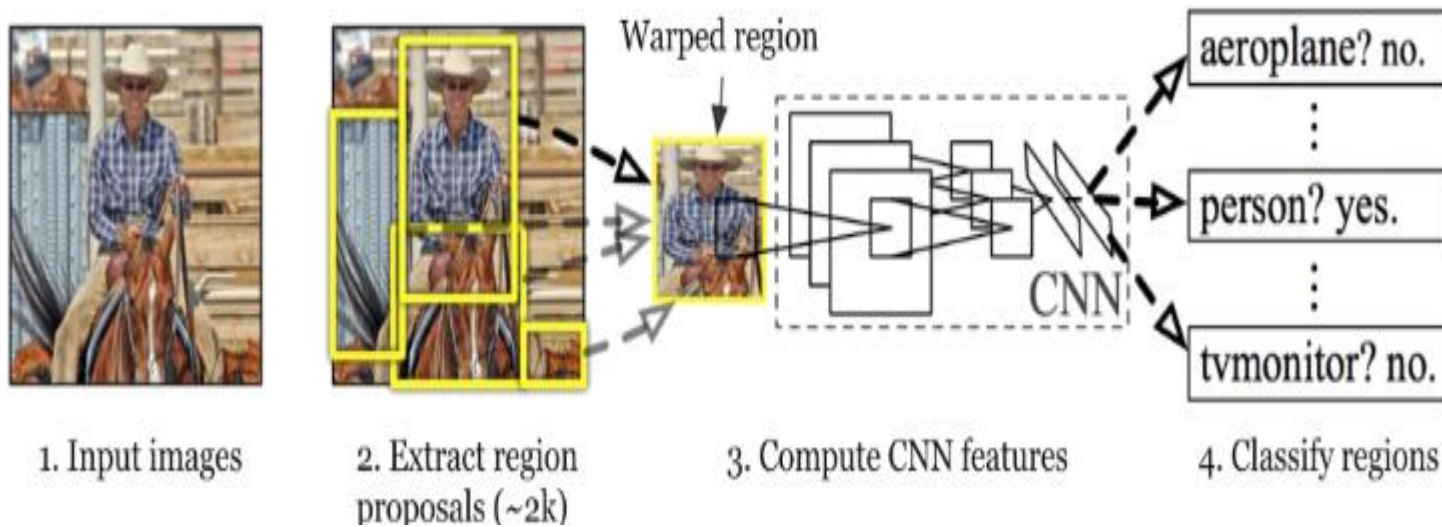 Warped region
aeroplane? no.
person? yes.
CNN
tvmonitor? no.
1. Input images
2. Extract region
proposals (~2k)
3. Compute CNN features
4. Classify regions